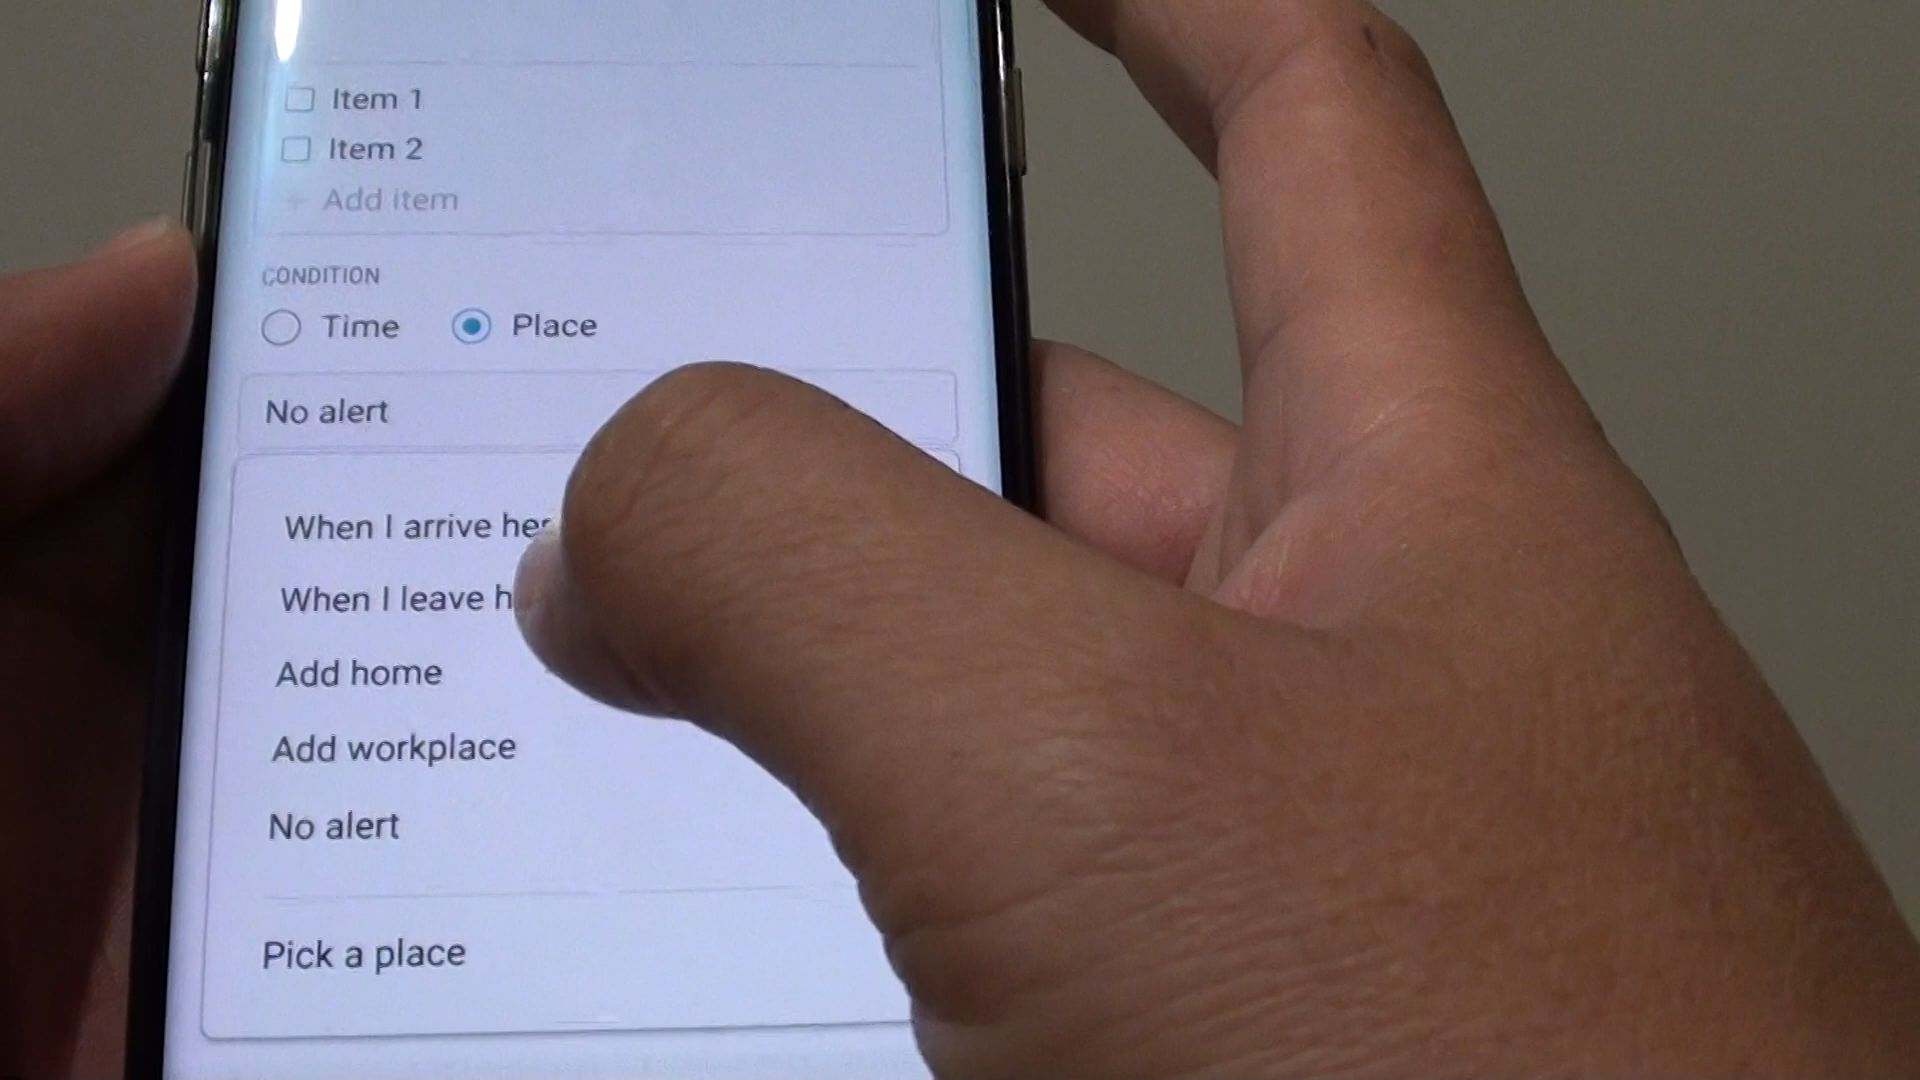 Item 1
Item 2
+ Add item
CONDITION
Time Place
No alert
When I arrive
When I leave
Add home
Add workplace
No alert
Pick a place